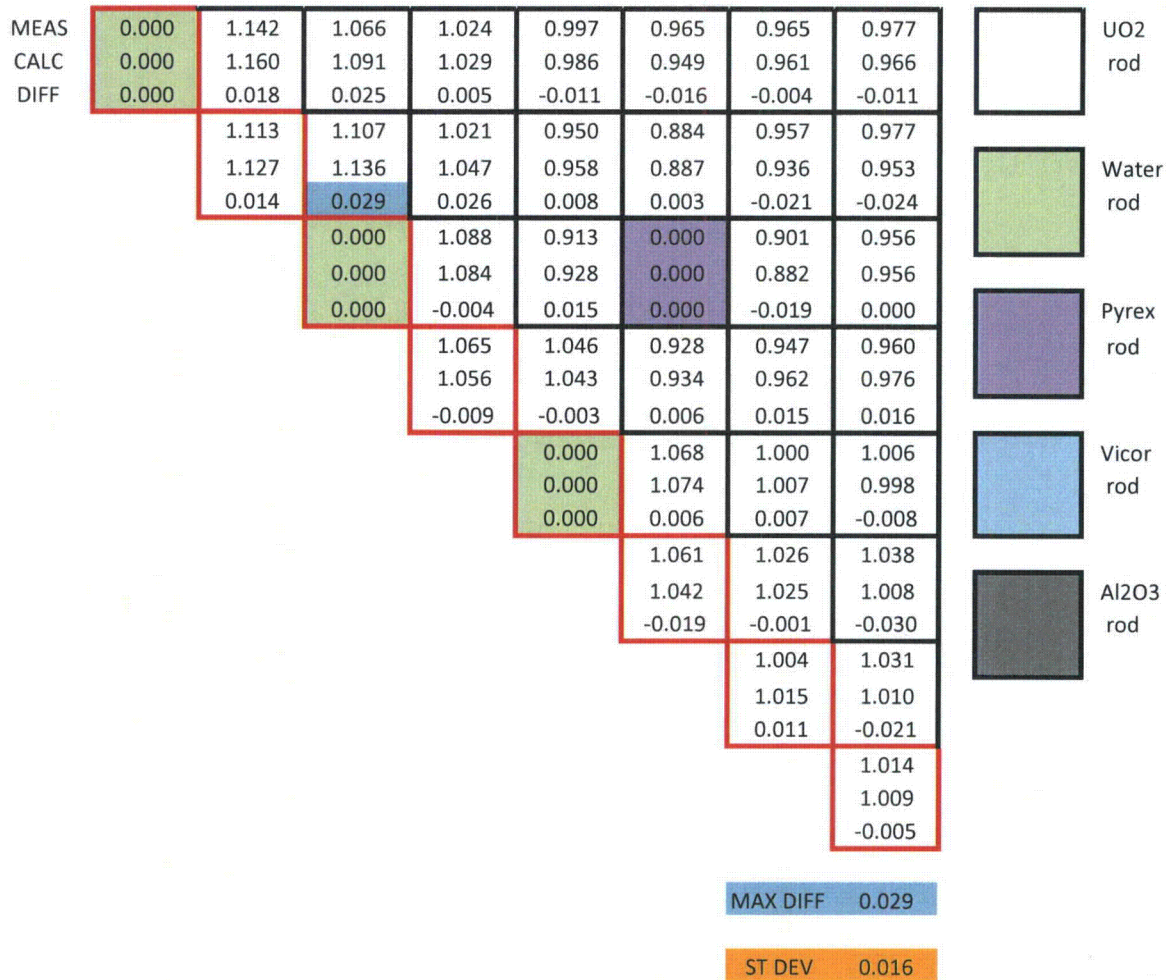 MEAS 0.000 1.142 1.066 1.024 0.997 0.965 0.965 0.977
CALC 0.000 1.160 1.091 1.029 0.986 0.949 0.961 0.966
DIFF 0.000 0.018 0.025 0.005 -0.011 -0.016 -0.004 -0.011
1.113 1.107 1.021 0.950 0.884 0.957 0.977
1.127 1.136 1.047 0.958 0.887 0.936 0.953
0.014 0.029 0.026 0.008 0.003 -0.021 -0.024
0.000 1.088 0.913 0.000 0.901 0.956
0.000 1.084 0.928 0.000 0.882 0.956
0.000 -0.004 0.015 0.000 -0.019 0.000
1.065 1.046 0.928 0.947 0.960
1.056 1.043 0.934 0.962 0.976
-0.009 -0.003 0.006 0.015 0.016
0.000 1.068 1.000 1.006
0.000 1.074 1.007 0.998
0.000 0.006 0.007 -0.008
1.061 1.026 1.038
1.042 1.025 1.008
-0.019 -0.001 -0.030
1.004 1.031
1.015 1.010
0.011 -0.021
1.014
1.009
-0.005
MAX DIFF 0.029
ST DEV 0.016
UO2
rod
Water
rod
Pyrex
rod
Vicor
rod
Al2O3
rod